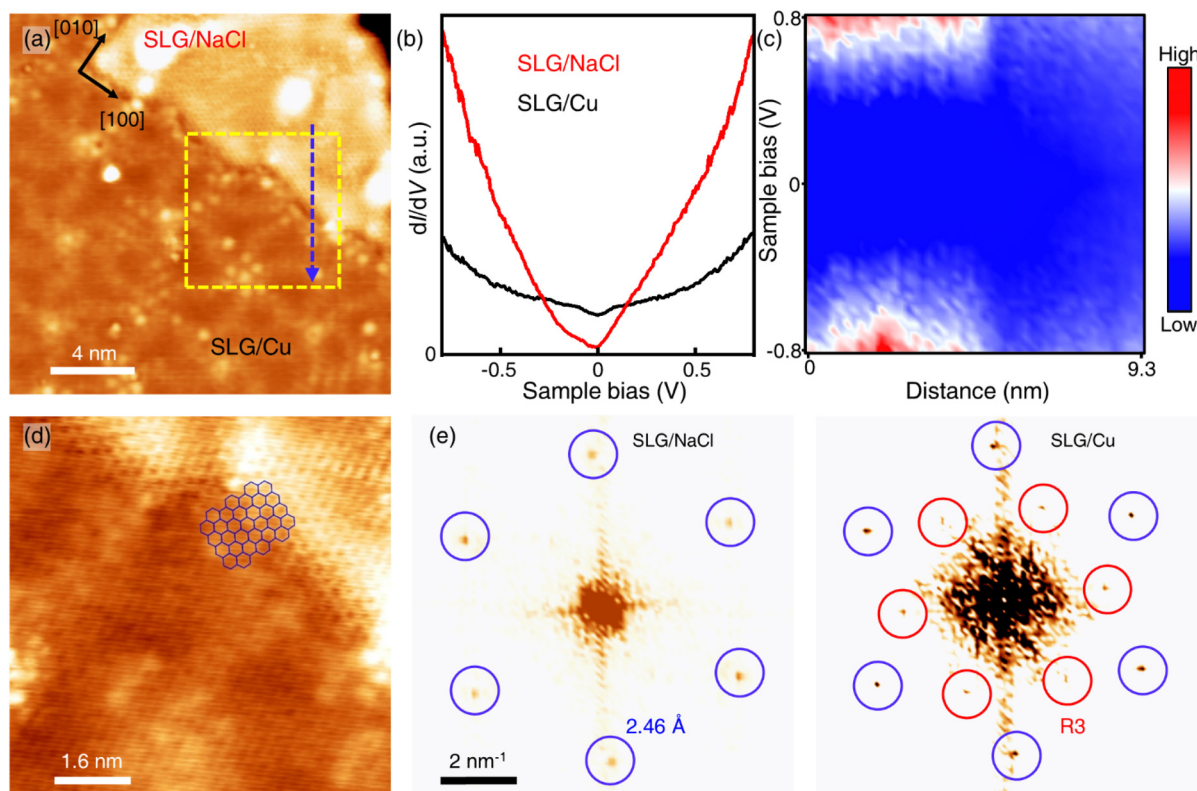 (a)
[010]
SLG/NaCl
[100]
SLG/Cu
4 nm
(b)
SLG/NaCl
SLG/Cu
dI/dV (a.u.)
0
-0.5
0
0.5
Sample bias (V)
(c)
0.8
0
-0.8
Sample bias (V)
0
9.3
Distance (nm)
High
Low
(d)
1.6 nm
(e)
SLG/NaCl
2.46 Å
2 nm-1
SLG/Cu
R3